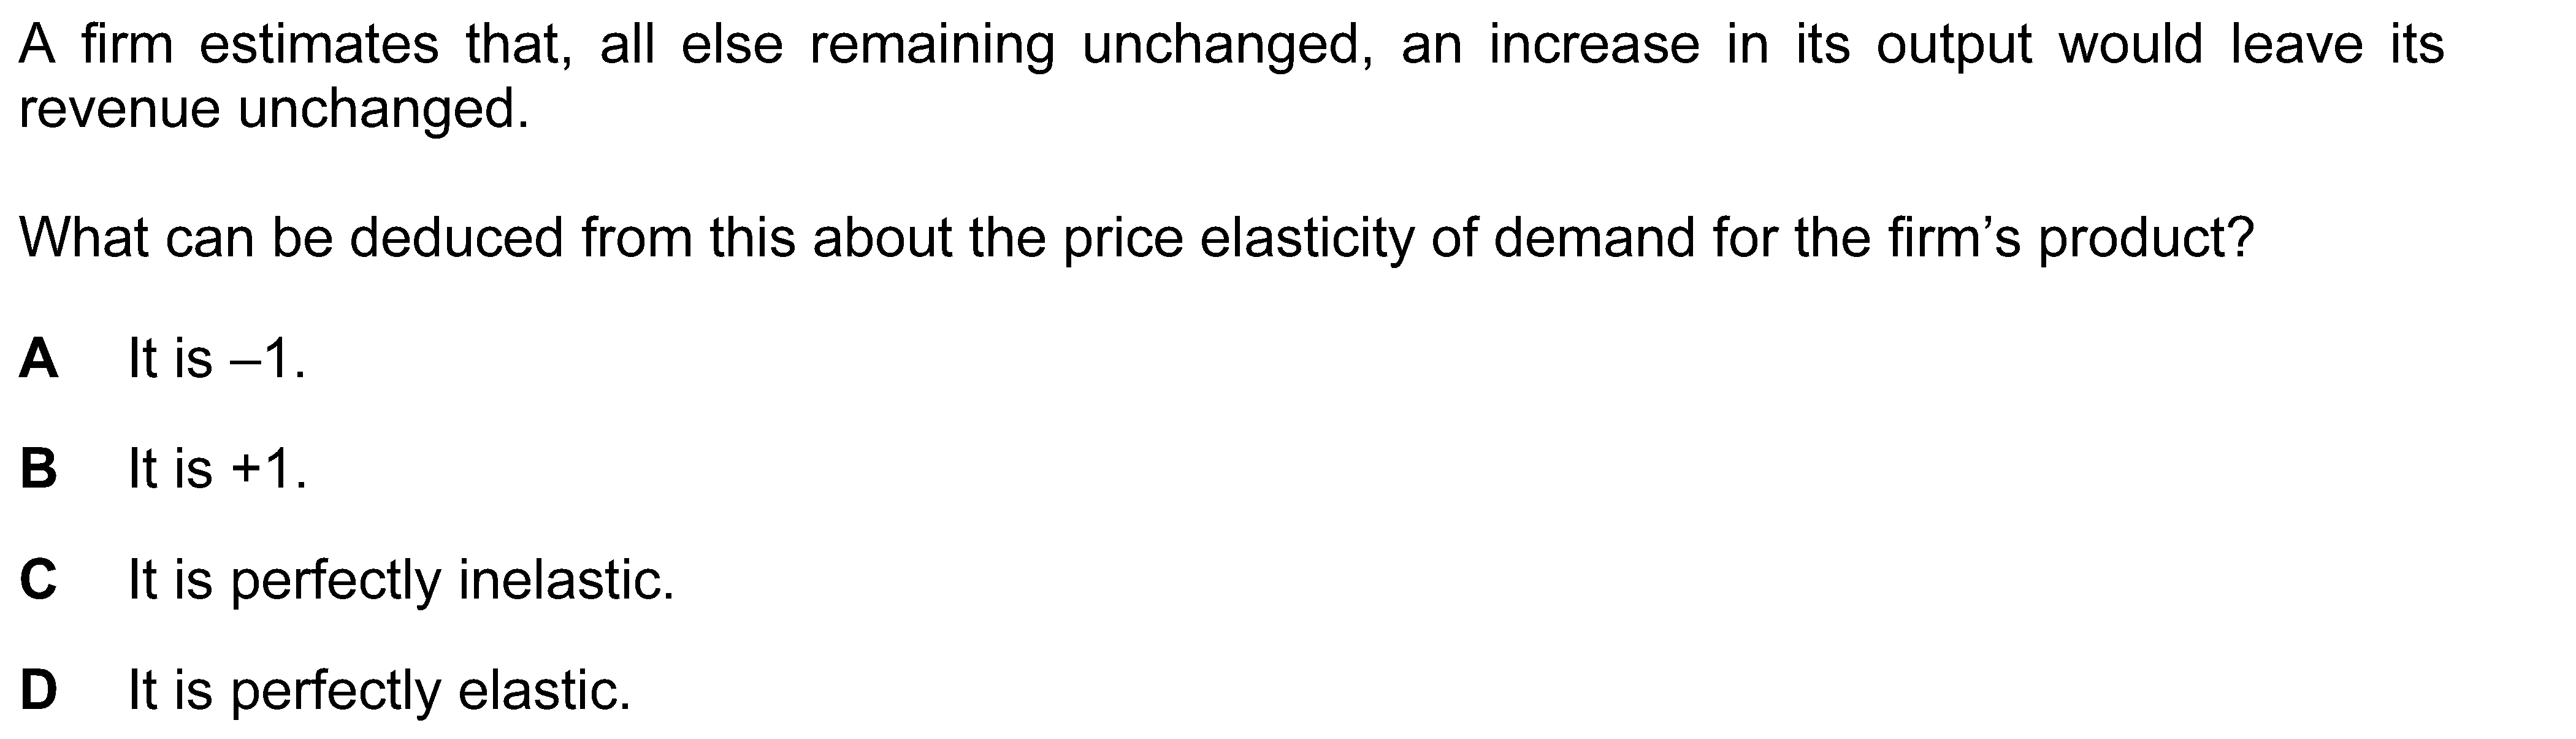 A firm estimates that, all else remaining unchanged, an increase in its output would leave its
revenue unchanged.
What can be deduced from this about the price elasticity of demand for the firm’s product?
A It is –1.
B It is +1.
C It is perfectly inelastic.
D It is perfectly elastic.